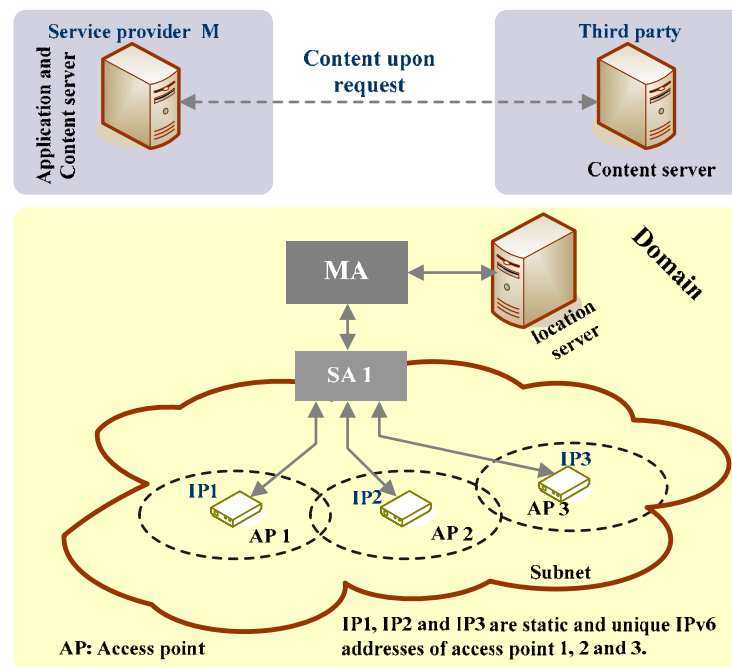 Service provider M
Application and
Content server
Content upon
request
Third party
Content server
Domain
MA
location
server
SA 1
IP1
AP 1
IP2
AP 2
IP3
AP 3
Subnet
IP1, IP2 and IP3 are static and unique IPv6
addresses of access point 1, 2 and 3.
AP: Access point